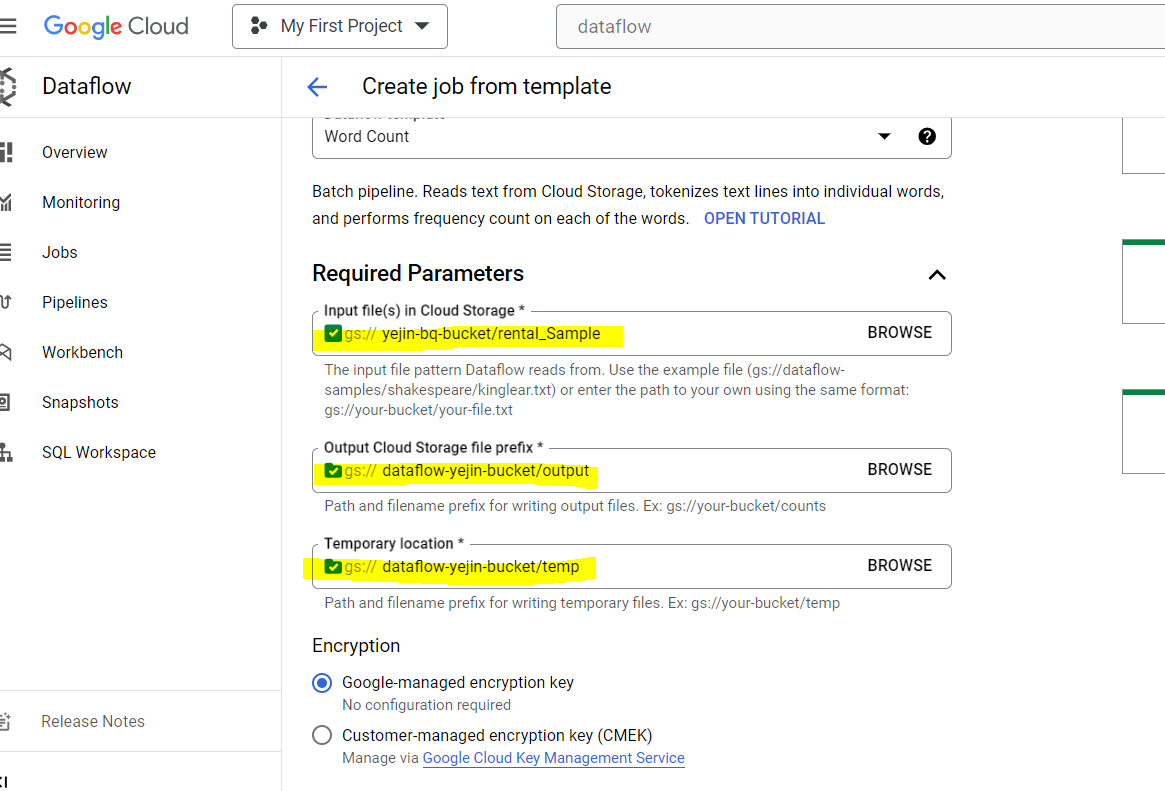 Google Cloud
My First Project
dataflow
Dataflow
Create job from template
Overview
Monitoring
Jobs
Pipelines
Workbench
Snapshots
SQL Workspace
Release Notes
Dataflow template
Word Count
Batch pipeline. Reads text from Cloud Storage, tokenizes text lines into individual words,
and performs frequency count on each of the words. OPEN TUTORIAL
Required Parameters
Input file(s) in Cloud Storage *
gs:// yejin-bq-bucket/rental_Sample BROWSE
The input file pattern Dataflow reads from. Use the example file (gs://dataflow-
samples/shakespeare/kinglear.txt) or enter the path to your own using the same format:
gs://your-bucket/your-file.txt
Output Cloud Storage file prefix *
gs:// dataflow-yejin-bucket/output BROWSE
Path and filename prefix for writing output files. Ex: gs://your-bucket/counts
Temporary location *
gs:// dataflow-yejin-bucket/temp BROWSE
Path and filename prefix for writing temporary files. Ex: gs://your-bucket/temp
Encryption
Google-managed encryption key
No configuration required
Customer-managed encryption key (CMEK)
Manage via Google Cloud Key Management Service